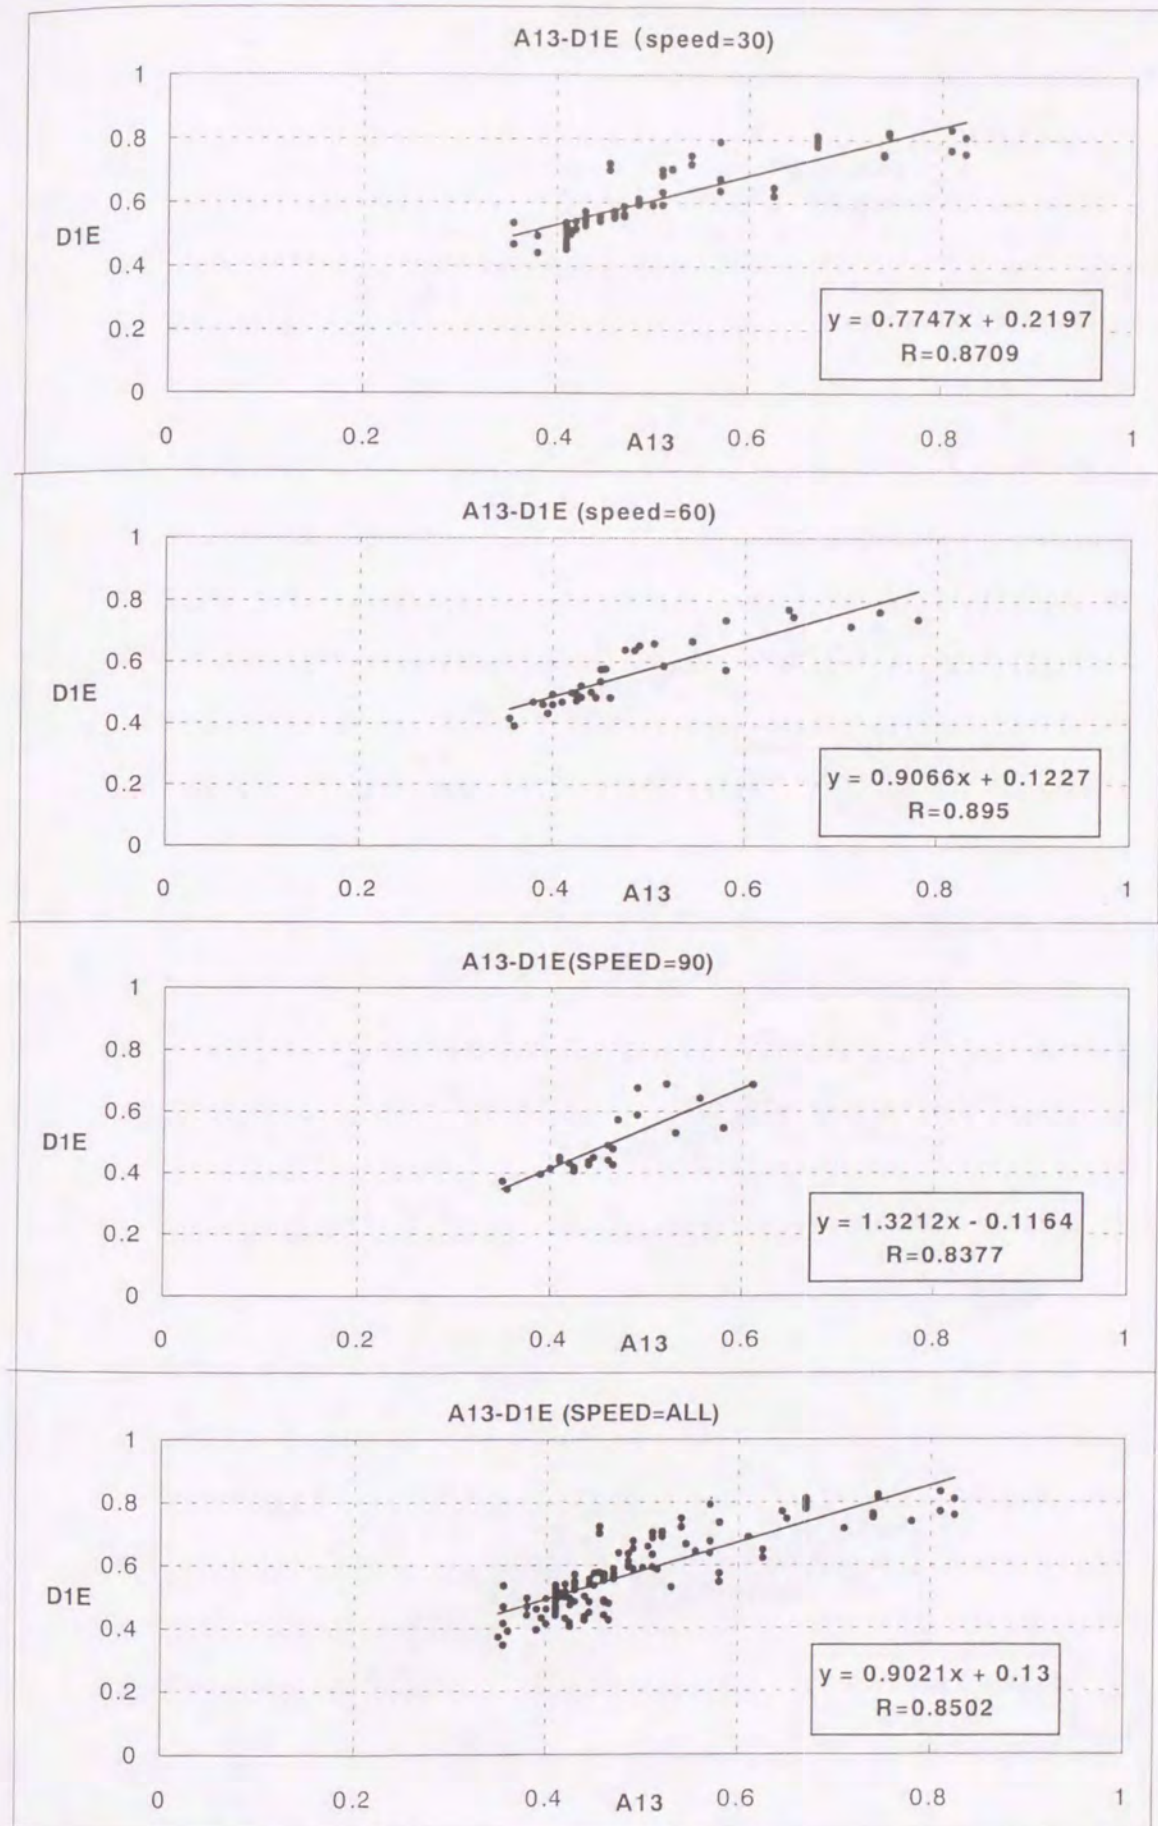 A13-D1E (speed=30)
1
0.8
0.6
D1E
0.4
0.2
0
y = 0.7747x + 0.2197
R=0.8709
0 0.2 0.4 A13 0.6 0.8 1
A13-D1E (speed=60)
1
0.8
0.6
D1E
0.4
0.2
0
y = 0.9066x + 0.1227
R=0.895
0 0.2 0.4 A13 0.6 0.8 1
A13-D1E(SPEED=90)
1
0.8
0.6
D1E
0.4
0.2
0
y = 1.3212x - 0.1164
R=0.8377
0 0.2 0.4 A13 0.6 0.8 1
A13-D1E (SPEED=ALL)
1
0.8
0.6
D1E
0.4
0.2
0
y = 0.9021x + 0.13
R=0.8502
0 0.2 0.4 A13 0.6 0.8 1